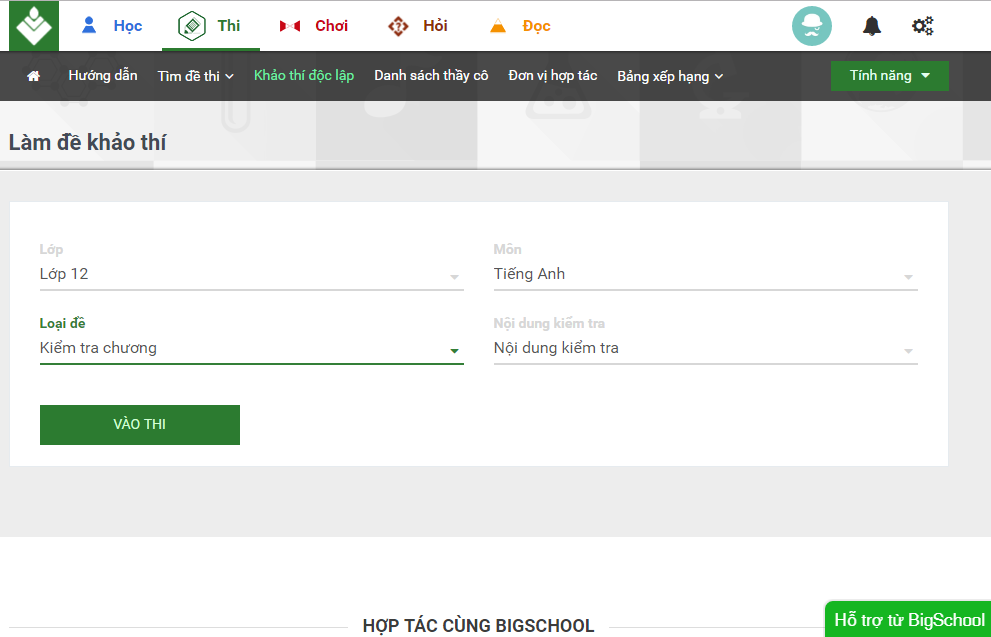 Học Thi Chơi Hỏi Đọc
Hướng dẫn Tìm đề thi Khảo thí độc lập Danh sách thầy cô Đơn vị hợp tác Bảng xếp hạng Tính năng
Làm đề khảo thí
Lớp Môn
Lớp 12 Tiếng Anh
Loại đề Nội dung kiểm tra
Kiểm tra chương Nội dung kiểm tra
VÀO THI
HỢP TÁC CÙNG BIGSCHOOL
Hỗ trợ từ BigSchool